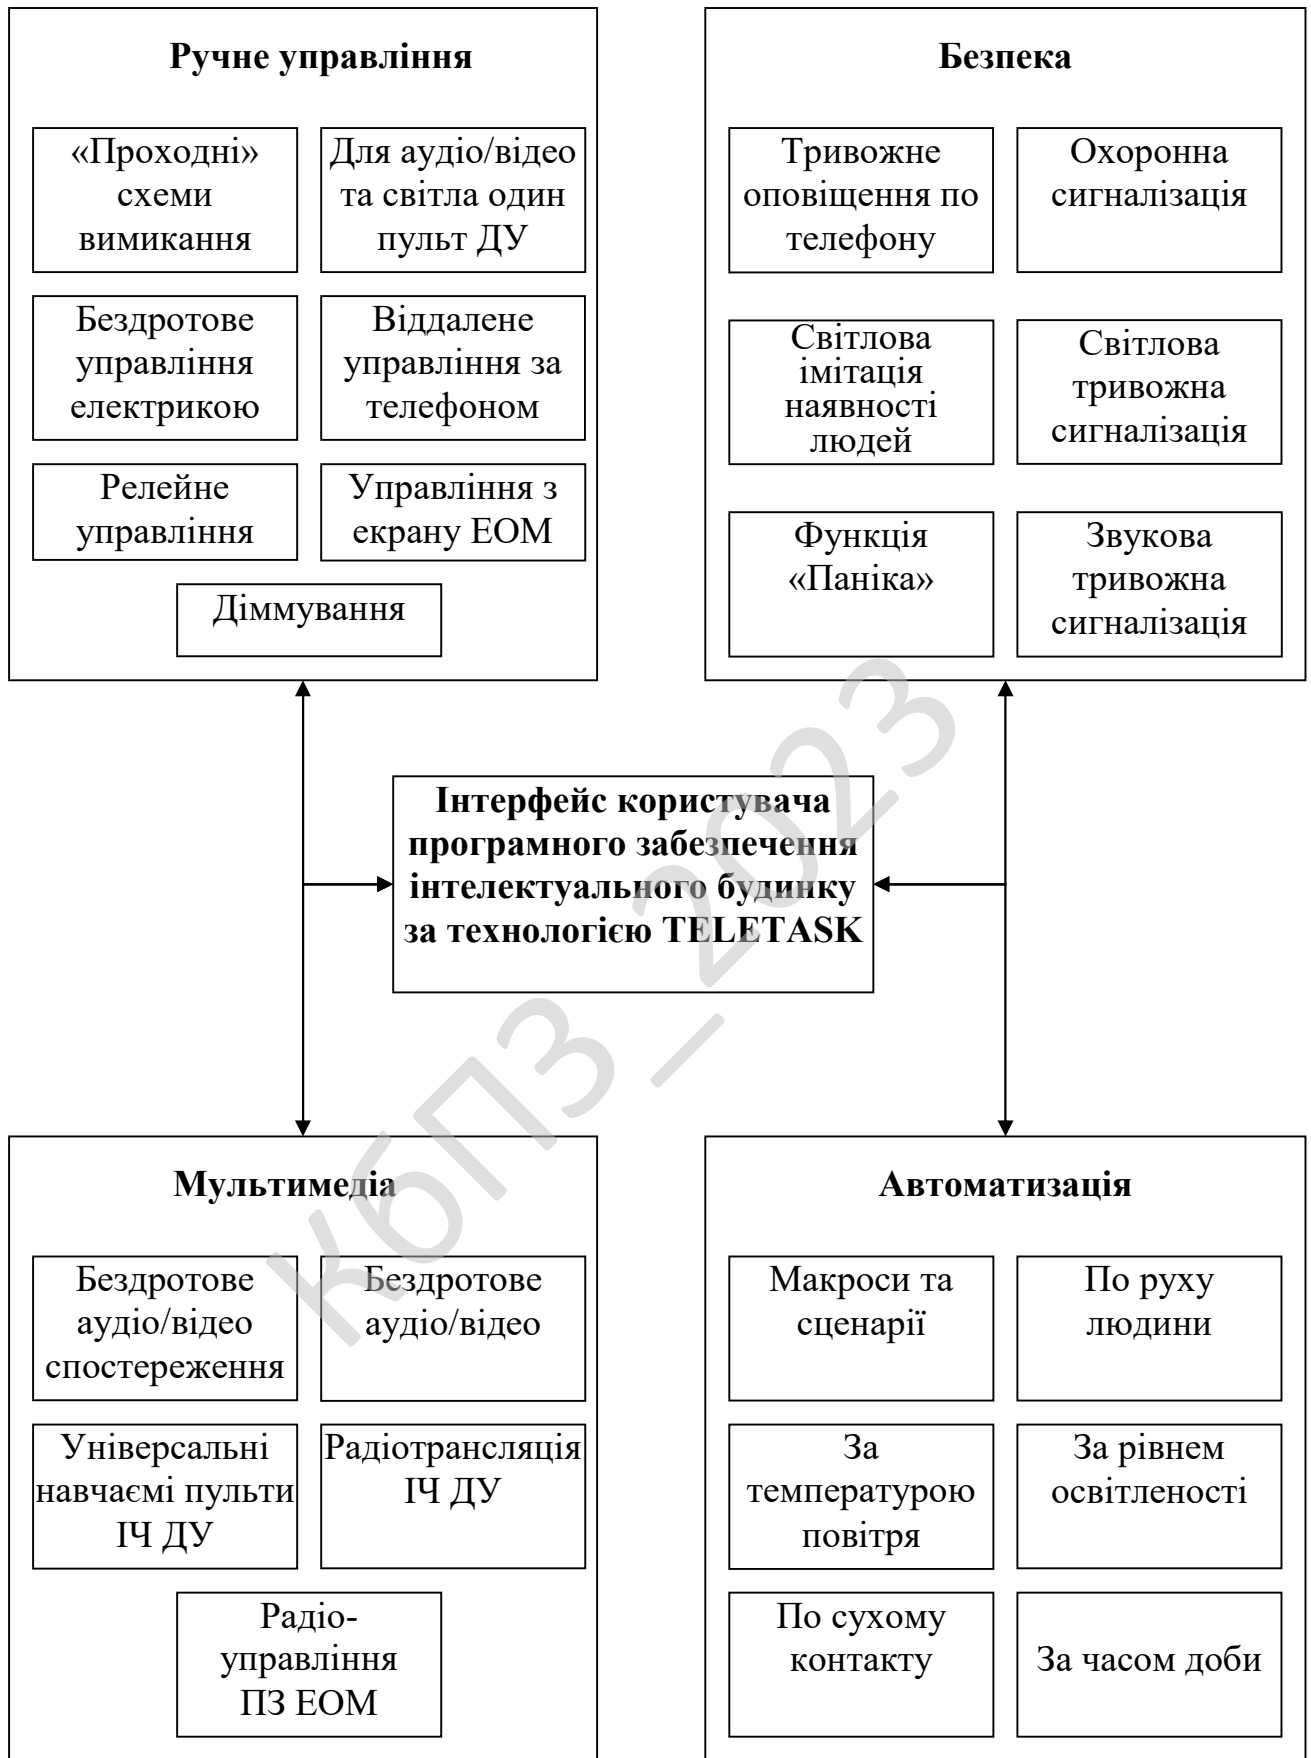 Ручне управління
«Проходні»
схеми
вимикання
Для аудіо/відео
та світла один
пульт ДУ
Бездротове
управління
електрикою
Віддалене
управління за
телефоном
Релейне
управління
Управління з
екрану ЕОМ
Діммування
Безпека
Тривожне
оповіщення по
телефону
Охоронна
сигналізація
Світлова
імітація
наявності
людей
Світлова
тривожна
сигналізація
Функція
«Паніка»
Звукова
тривожна
сигналізація
Інтерфейс користувача
програмного забезпечення
інтелектуального будинку
за технологією TELETASK
КбПЗ_2023
Мультимедіа
Бездротове
аудіо/відео
спостереження
Бездротове
аудіо/відео
Універсальні
навчаємі пульти
ІЧ ДУ
Радіотрансляція
ІЧ ДУ
Радіо-
управління
ПЗ ЕОМ
Автоматизація
Макроси та
сценарії
По руху
людини
За
температурою
повітря
За рівнем
освітленості
По сухому
контакту
За часом доби